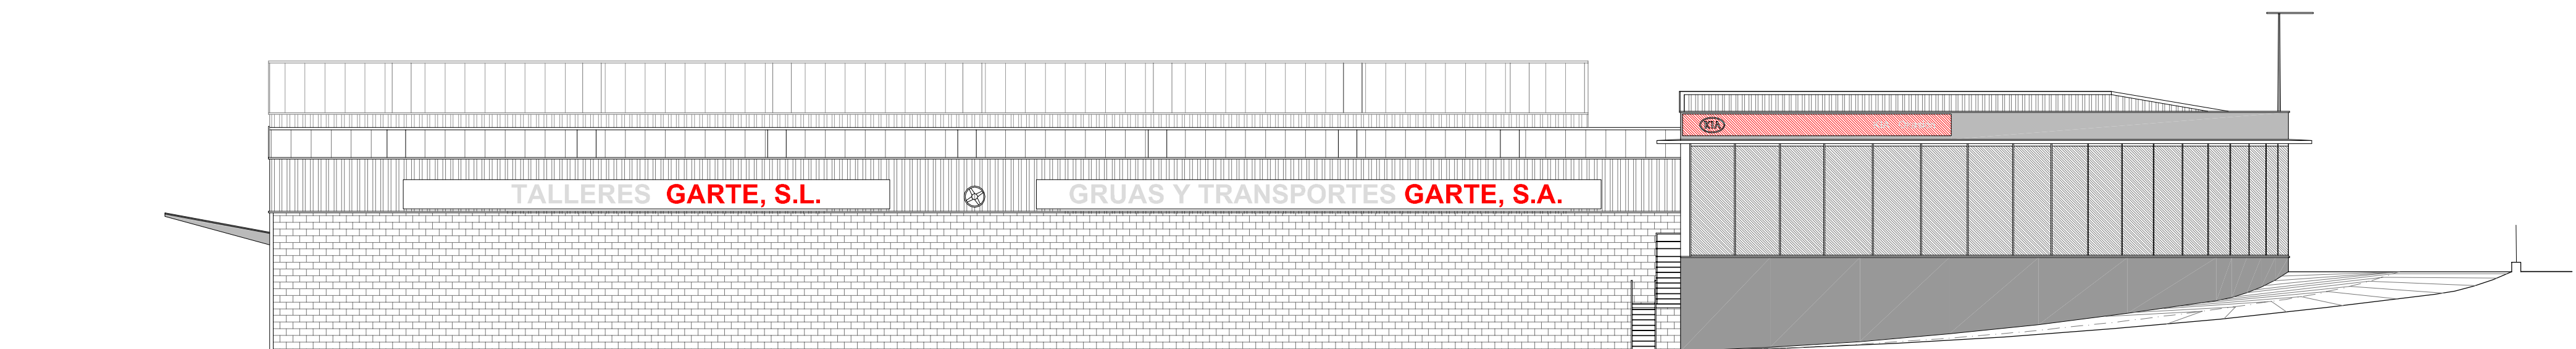 KIA
TALLERES GARTE, S.L.
GRUAS Y TRANSPORTES GARTE, S.A.